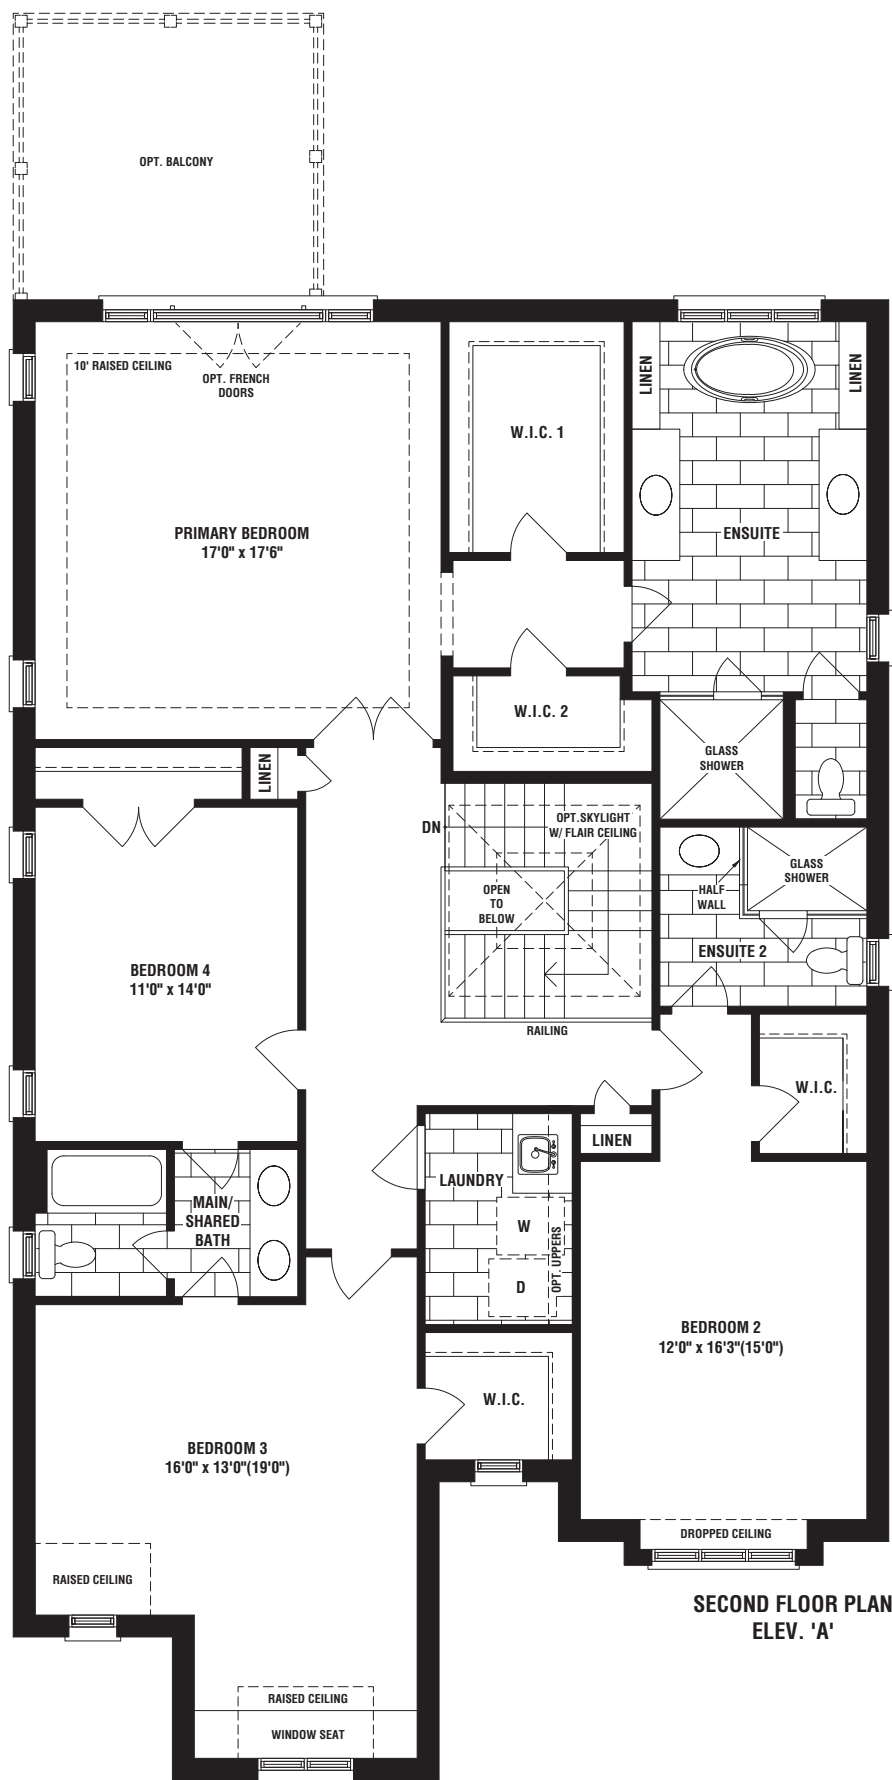 OPT. BALCONY
10' RAISED CEILING
OPT. FRENCH
DOORS
PRIMARY BEDROOM
17'0" x 17'6"
W.I.C. 1
LINEN
LINEN
ENSUITE
W.I.C. 2
GLASS
SHOWER
LINEN
DN
OPT.SKYLIGHT
W/ FLAIR CEILING
OPEN
TO
BELOW
GLASS
SHOWER
HALF
WALL
ENSUITE 2
BEDROOM 4
11'0" x 14'0"
RAILING
W.I.C.
LINEN
LAUNDRY
W
D
OPT. UPPERS
MAIN/
SHARED
BATH
BEDROOM 2
12'0" x 16'3"(15'0")
W.I.C.
BEDROOM 3
16'0" x 13'0"(19'0")
DROPPED CEILING
RAISED CEILING
SECOND FLOOR PLAN
ELEV. 'A'
RAISED CEILING
WINDOW SEAT